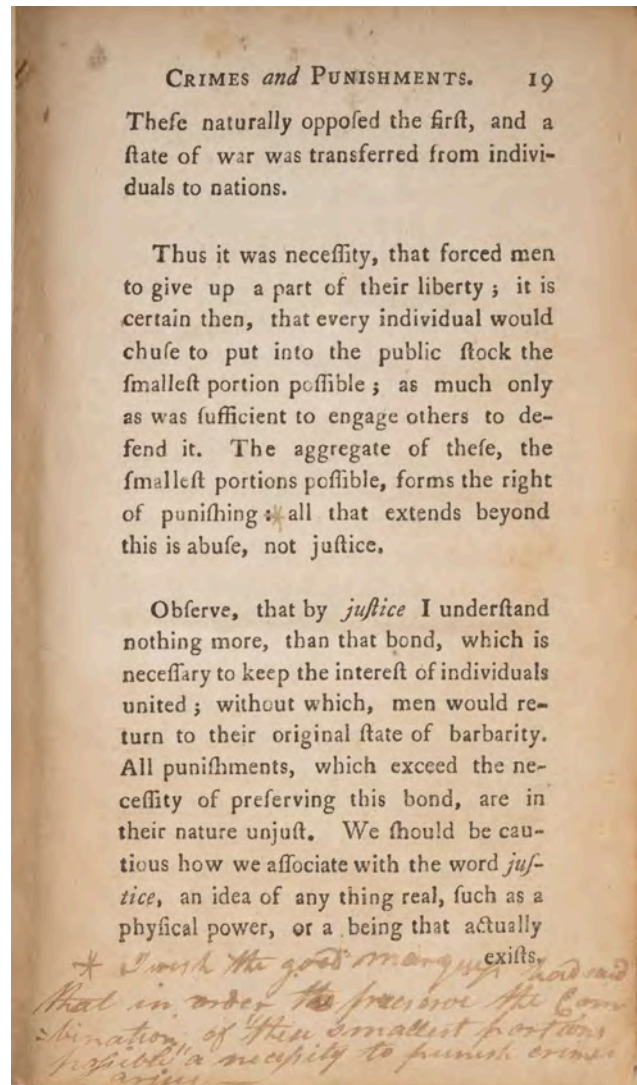 CRIMES and PUNISHMENTS. 19
Theſe naturally oppoſed the firſt, and a
ſtate of war was transferred from indivi-
duals to nations.
Thus it was neceſſity, that forced men
to give up a part of their liberty ; it is
certain then, that every individual would
chuſe to put into the public ſtock the
ſmalleſt portion poſſible ; as much only
as was ſufficient to engage others to de-
fend it. The aggregate of theſe, the
ſmalleſt portions poſſible, forms the right
of puniſhing :* all that extends beyond
this is abuſe, not juſtice.
Obſerve, that by juſtice I underſtand
nothing more, than that bond, which is
neceſſary to keep the intereſt of individuals
united ; without which, men would re-
turn to their original ſtate of barbarity.
All puniſhments, which exceed the ne-
ceſſity of preſerving this bond, are in
their nature unjuſt. We ſhould be cau-
tious how we aſſociate with the word juſ-
tice, an idea of any thing real, ſuch as a
phyſical power, or a being that actually
exiſts.
* I wish the good marquis had said
that in order to preserve the Com
=bination of "these smallest portions
possible" a necessity to punish crimes